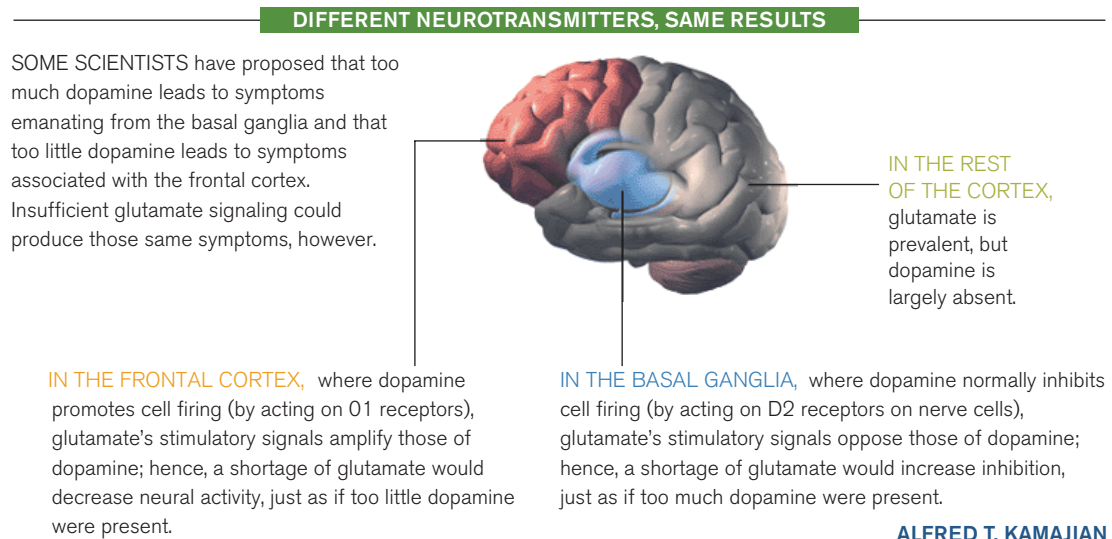 DIFFERENT NEUROTRANSMITTERS, SAME RESULTS
SOME SCIENTISTS have proposed that too
much dopamine leads to symptoms
emanating from the basal ganglia and that
too little dopamine leads to symptoms
associated with the frontal cortex.
Insufficient glutamate signaling could
produce those same symptoms, however.
IN THE REST
OF THE CORTEX,
glutamate is
prevalent, but
dopamine is
largely absent.
IN THE FRONTAL CORTEX, where dopamine
promotes cell firing (by acting on 01 receptors),
glutamate's stimulatory signals amplify those of
dopamine; hence, a shortage of glutamate would
decrease neural activity, just as if too little dopamine
were present.
IN THE BASAL GANGLIA, where dopamine normally inhibits
cell firing (by acting on D2 receptors on nerve cells),
glutamate's stimulatory signals oppose those of dopamine;
hence, a shortage of glutamate would increase inhibition,
just as if too much dopamine were present.
ALFRED T. KAMAJIAN